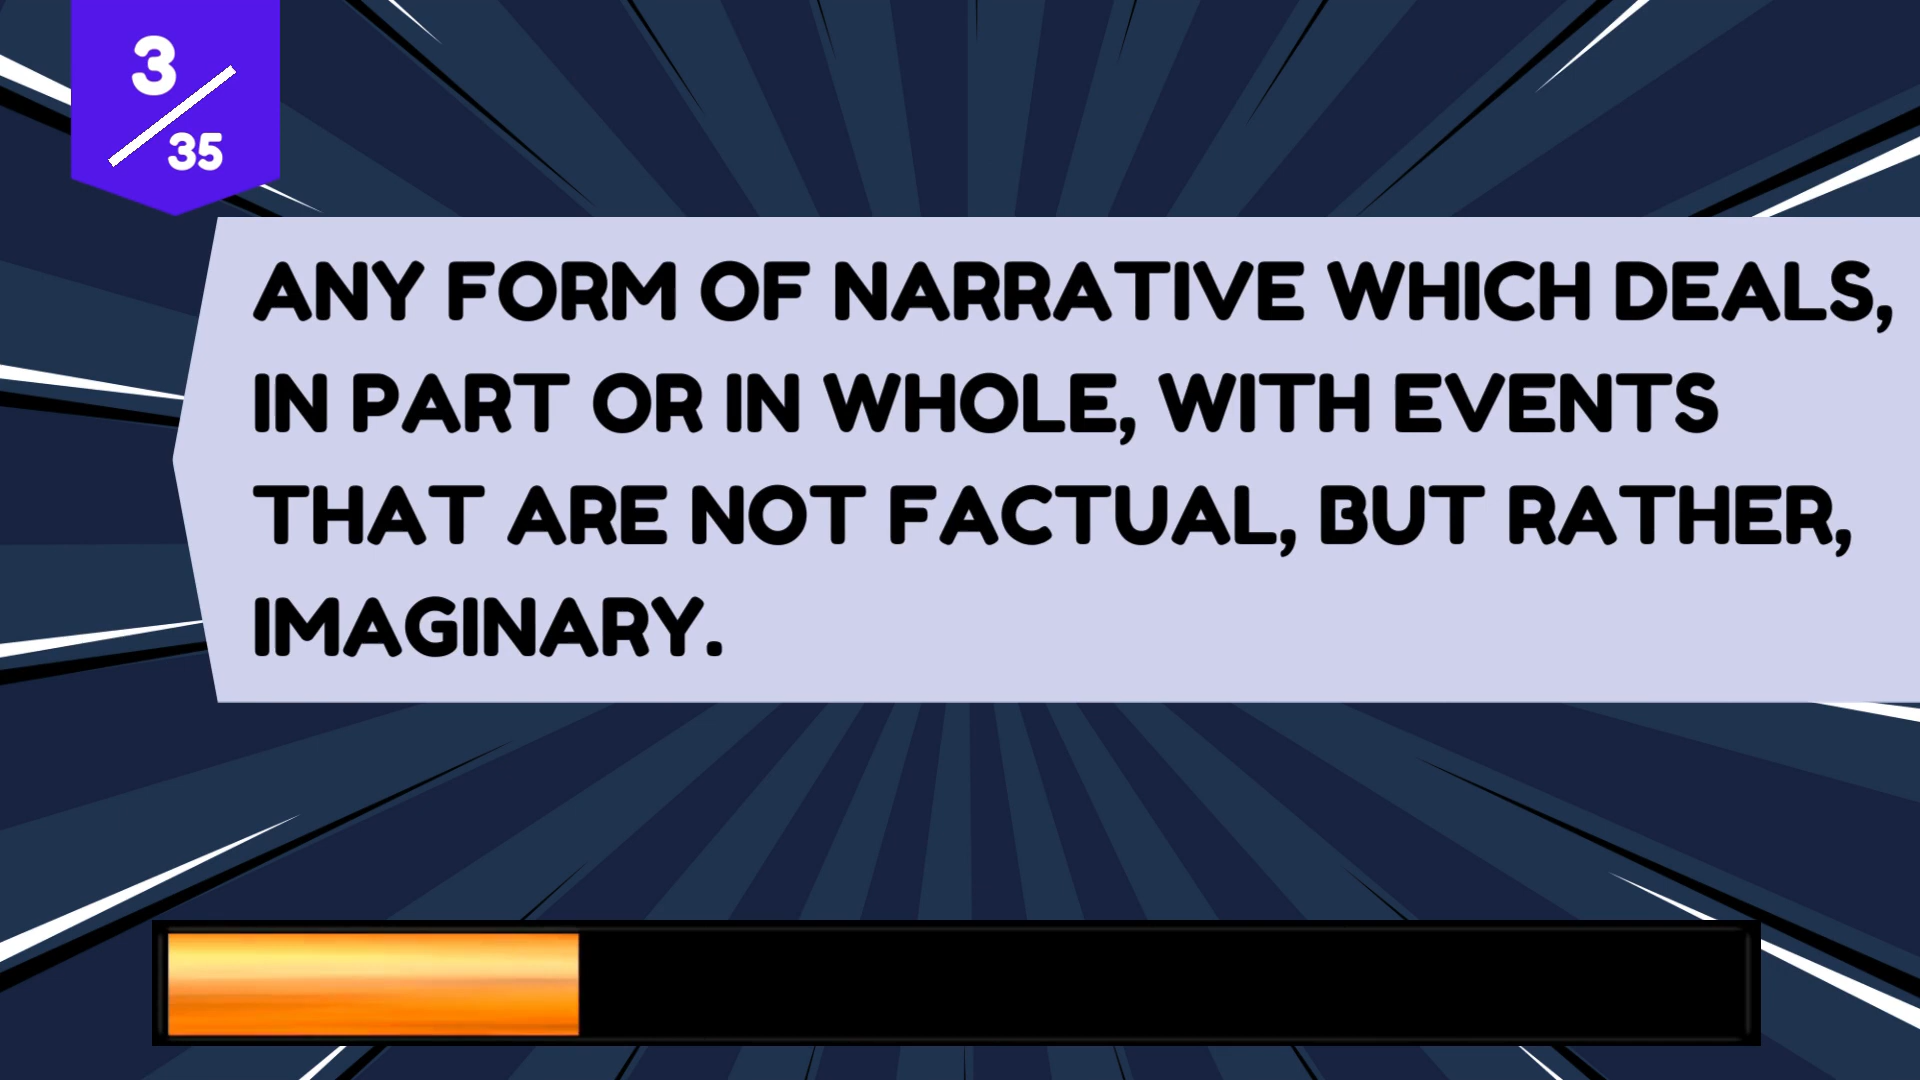 3
35
ANY FORM OF NARRATIVE WHICH DEALS,
IN PART OR IN WHOLE, WITH EVENTS
THAT ARE NOT FACTUAL, BUT RATHER,
IMAGINARY.